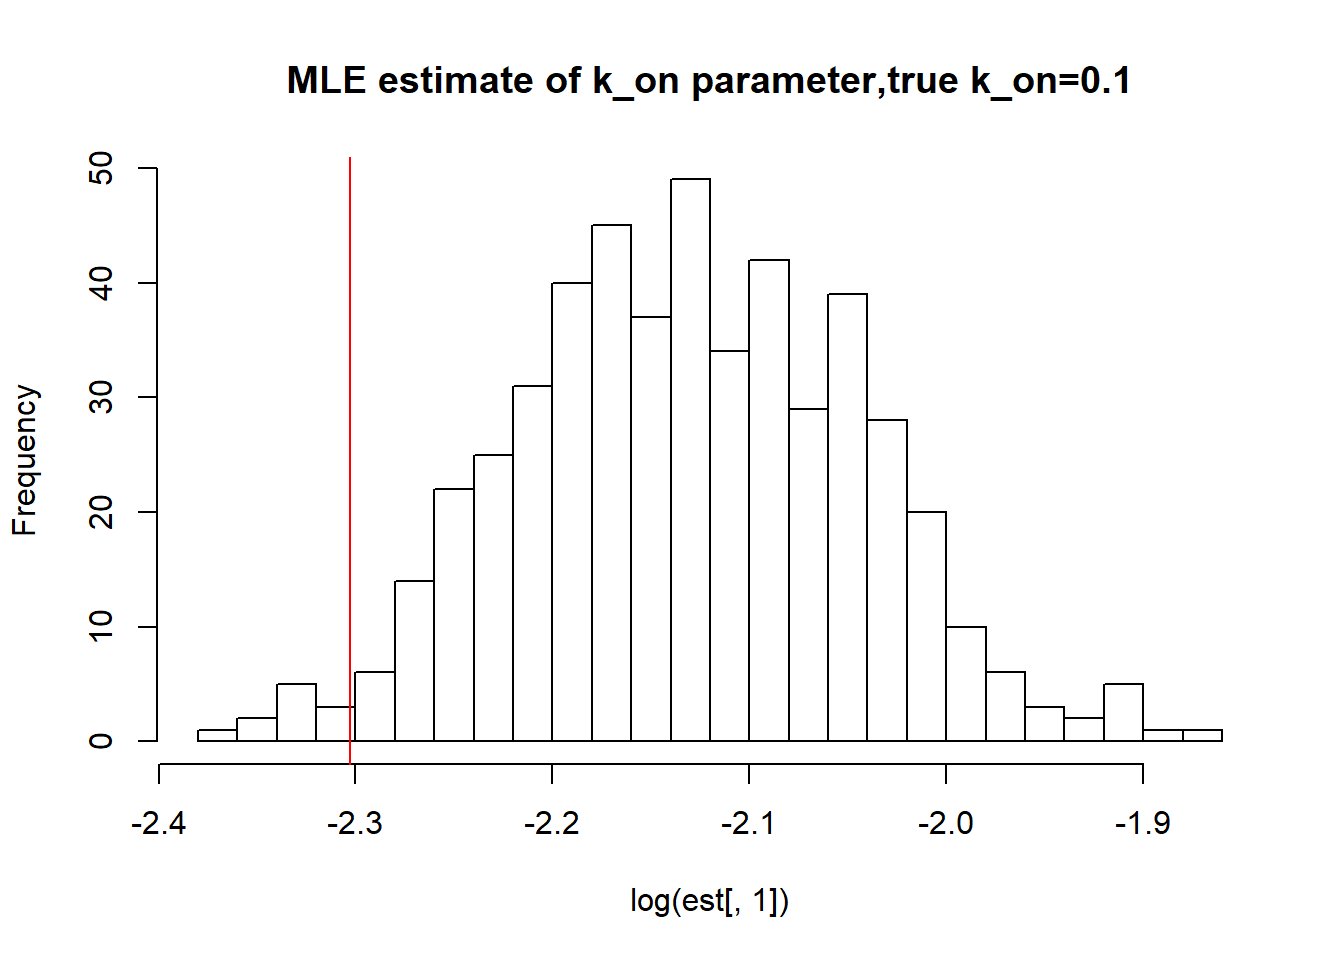 MLE estimate of k_on parameter,true k_on=0.1
Frequency
50
40
30
20
10
0
-2.4 -2.3 -2.2 -2.1 -2.0 -1.9
log(est[, 1])